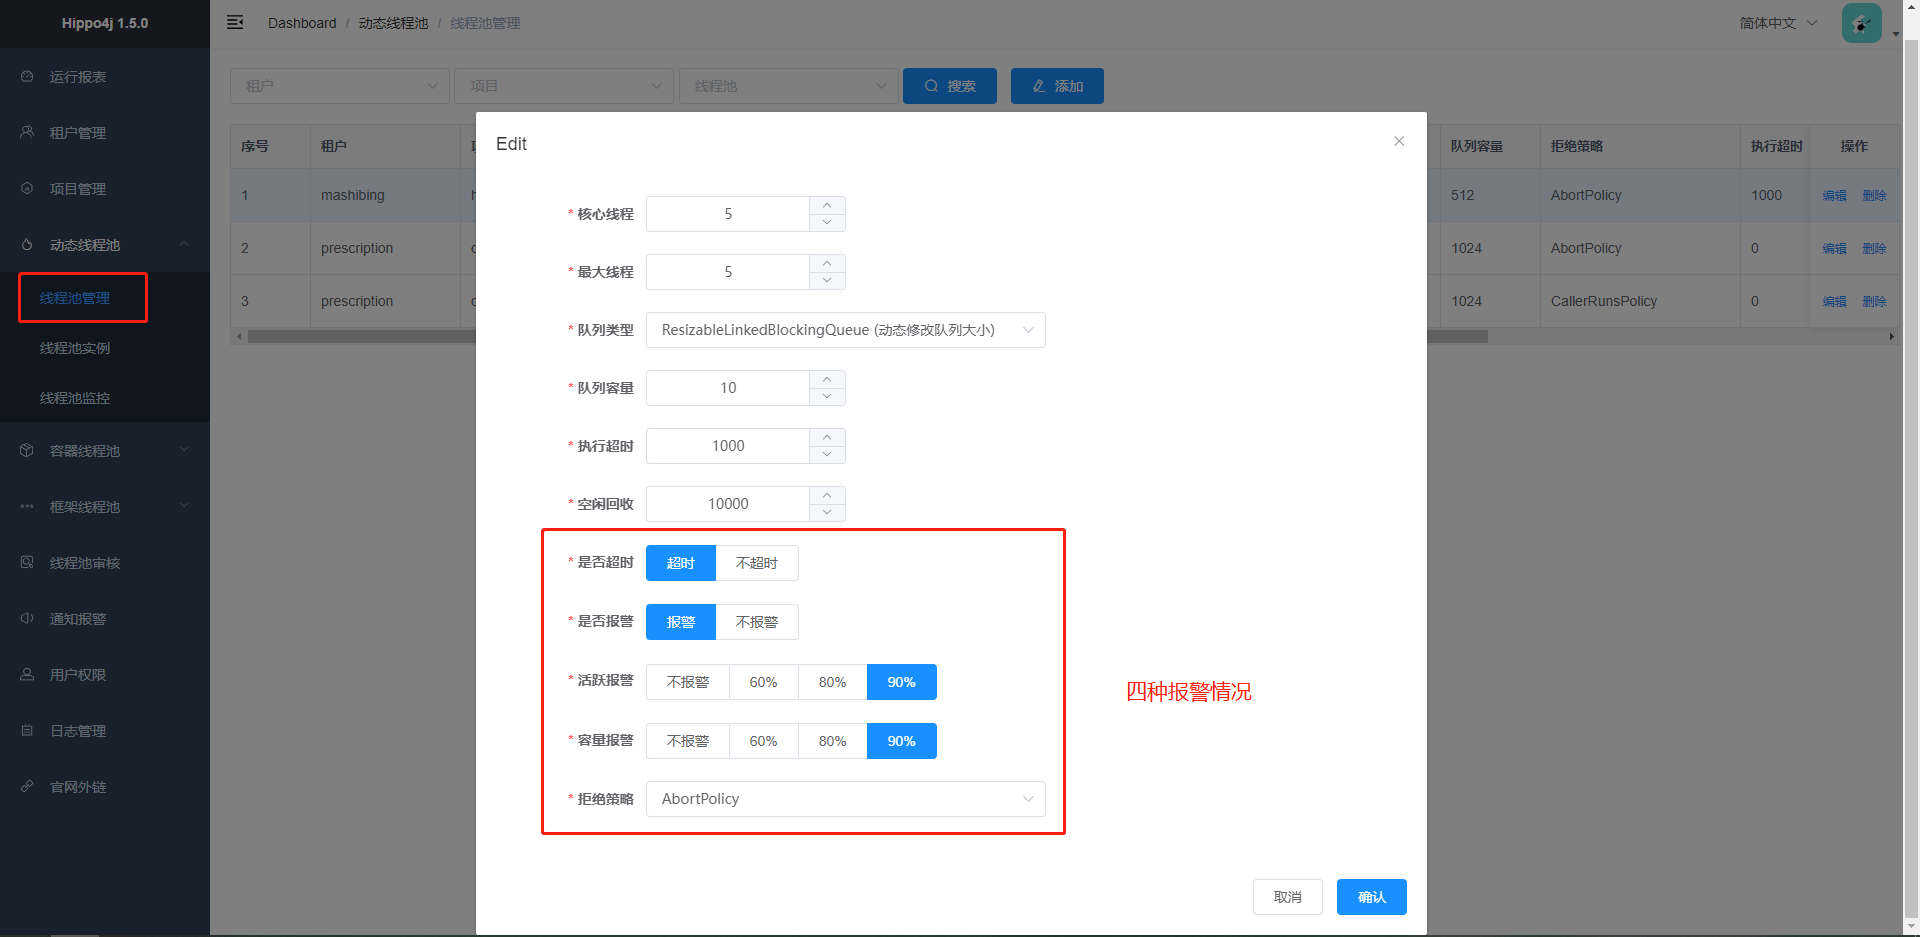 Hippo4j 1.5.0
Dashboard / 动态线程池 / 线程池管理
简体中文
运行报表
租户管理
项目管理
动态线程池
线程池管理
线程池实例
线程池监控
容器线程池
框架线程池
线程池审核
通知报警
用户权限
日志管理
官网外链
租户
项目
线程池
搜索
添加
序号 租户 队列容量 拒绝策略 执行超时 操作
1 mashibing 512 AbortPolicy 1000 编辑 删除
2 prescription 1024 AbortPolicy 0 编辑 删除
3 prescription 1024 CallerRunsPolicy 0 编辑 删除
Edit
* 核心线程 5
* 最大线程 5
* 队列类型 ResizableLinkedBlockingQueue (动态修改队列大小)
* 队列容量 10
* 执行超时 1000
* 空闲回收 10000
* 是否超时 超时 不超时
* 是否报警 报警 不报警
* 活跃报警 不报警 60% 80% 90%
* 容量报警 不报警 60% 80% 90%
* 拒绝策略 AbortPolicy
四种报警情况
取消 确认